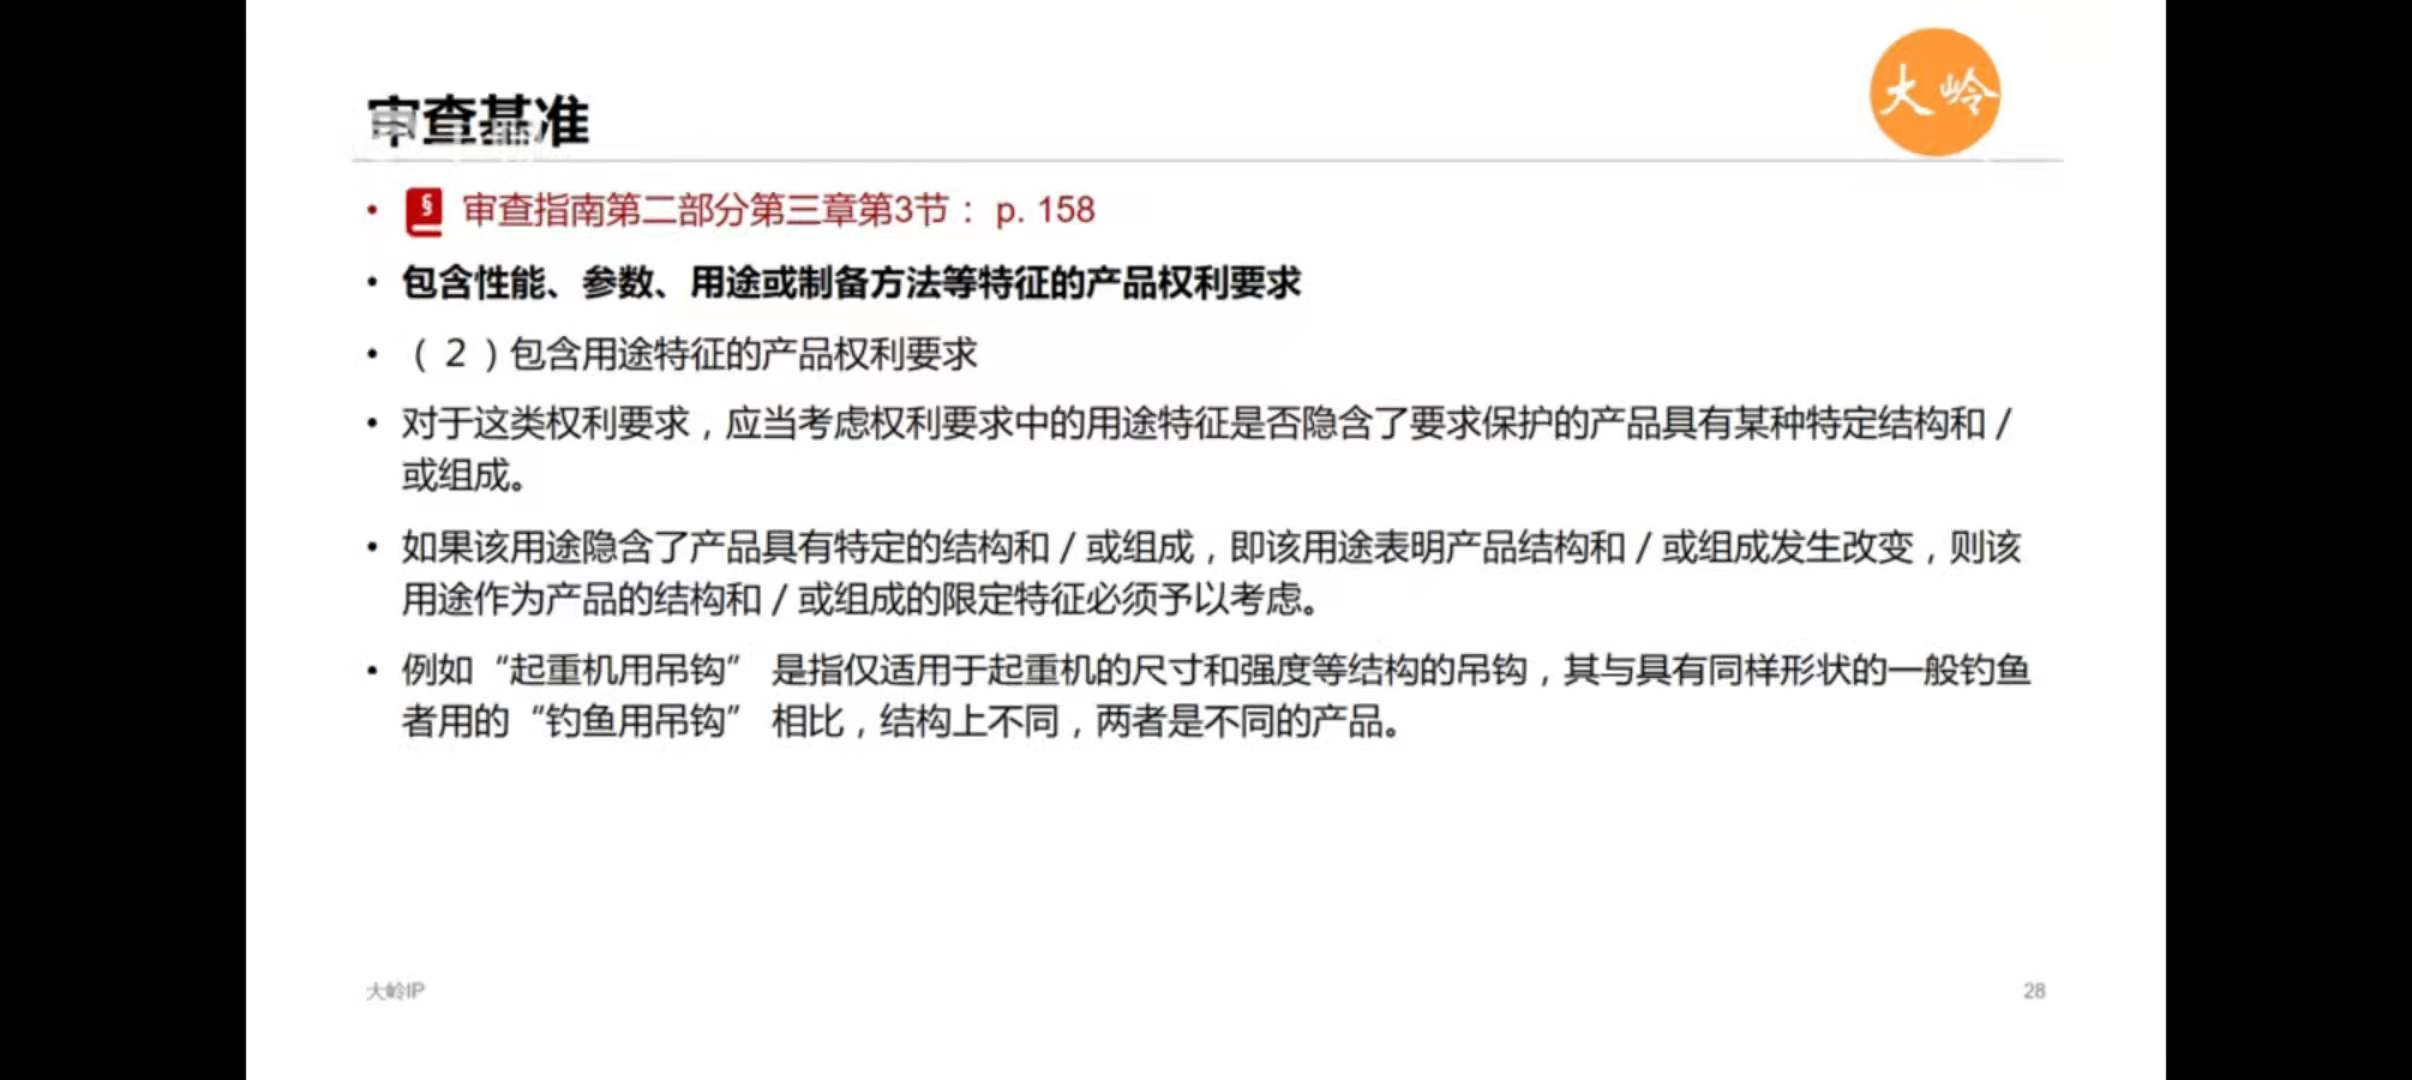 大岭
审查基准
• § 审查指南第二部分第三章第3节： p. 158
• 包含性能、参数、用途或制备方法等特征的产品权利要求
• （２）包含用途特征的产品权利要求
• 对于这类权利要求，应当考虑权利要求中的用途特征是否隐含了要求保护的产品具有某种特定结构和 /
或组成。
• 如果该用途隐含了产品具有特定的结构和 / 或组成，即该用途表明产品结构和 / 或组成发生改变，则该
用途作为产品的结构和 / 或组成的限定特征必须予以考虑。
• 例如“起重机用吊钩” 是指仅适用于起重机的尺寸和强度等结构的吊钩，其与具有同样形状的一般钓鱼
者用的“钓鱼用吊钩” 相比，结构上不同，两者是不同的产品。
大岭IP
28